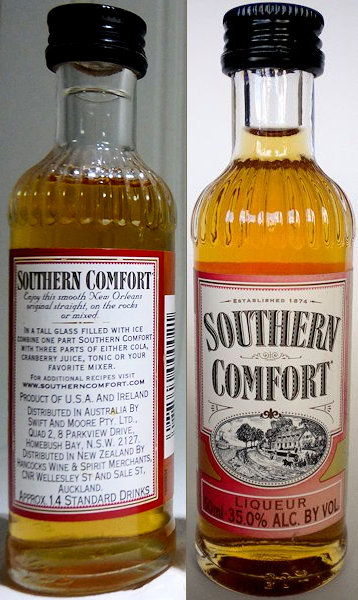 SOUTHERN COMFORT
Enjoy this smooth New Orleans
original straight, on the rocks
or mixed.
IN A TALL GLASS FILLED WITH ICE
COMBINE ONE PART SOUTHERN COMFORT
WITH THREE PARTS OF EITHER COLA,
CRANBERRY JUICE, TONIC OR YOUR
FAVORITE MIXER.
FOR ADDITIONAL RECIPES VISIT
WWW.SOUTHERNCOMFORT.COM
PRODUCT OF U.S.A. AND IRELAND
DISTRIBUTED IN AUSTRALIA BY
SWIFT AND MOORE PTY. LTD.,
QUAD 2, 8 PARKVIEW DRIVE,
HOMEBUSH BAY, N.S.W. 2127.
DISTRIBUTED IN NEW ZEALAND BY
HANCOCKS WINE & SPIRIT MERCHANTS,
CNR WELLESLEY ST AND SALE ST,
AUCKLAND.
APPROX. 1.4 STANDARD DRINKS
ESTABLISHED 1874
SOUTHERN
COMFORT
LIQUEUR
35.0% ALC. BY VOL